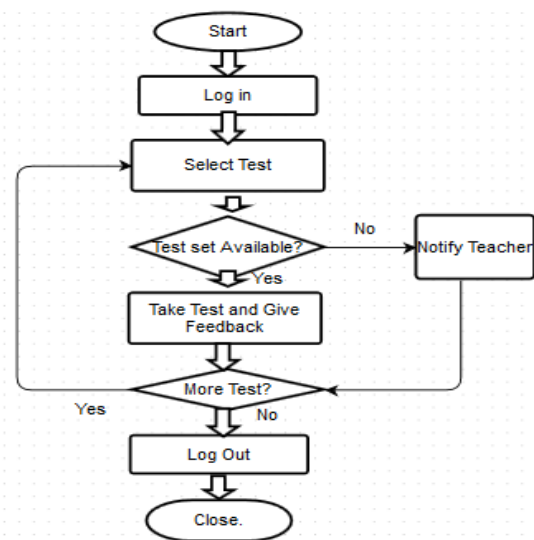 Start
Log in
Select Test
Test set Available?
No
Notify Teacher
Yes
Take Test and Give
Feedback
More Test?
Yes
No
Log Out
Close.